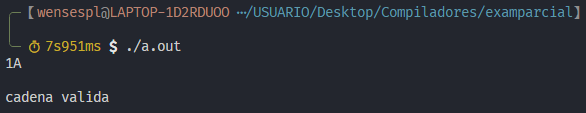 [wensespl@LAPTOP-1D2RDUOO ⋯/USUARIO/Desktop/Compiladores/examparcial]
7s951ms $ ./a.out
1A
cadena valida